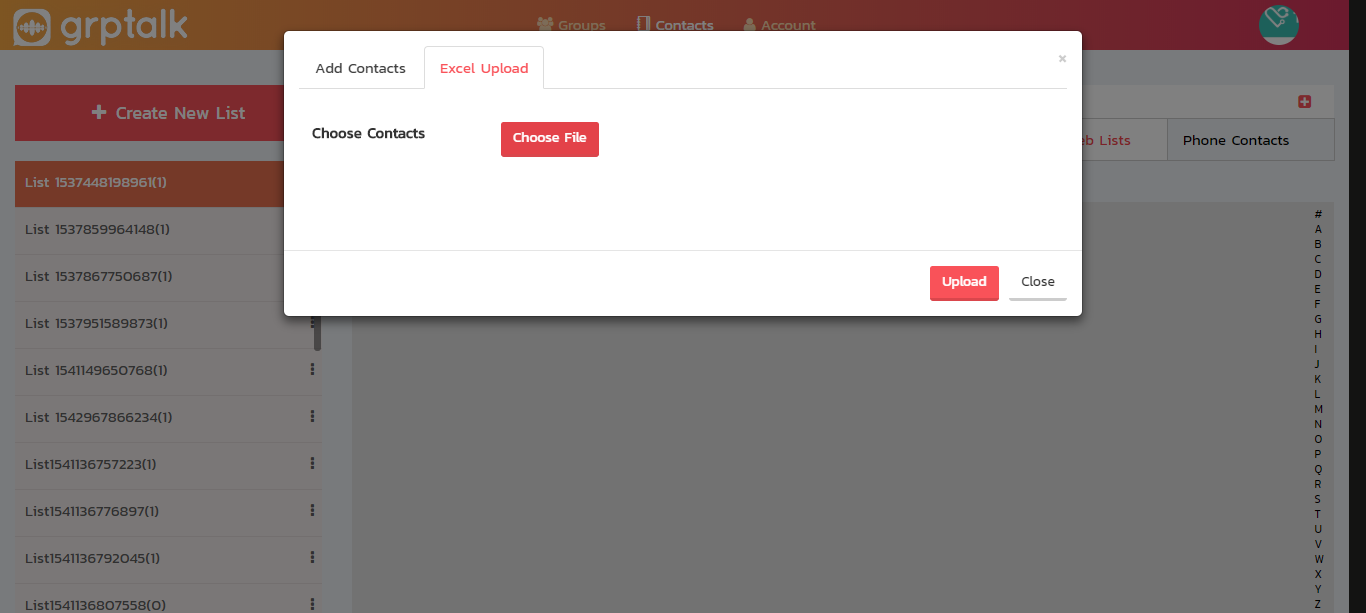 grptalk
Groups Contacts Account
Add Contacts Excel Upload ×
Choose Contacts Choose File
Upload Close
Create New List
List 1537448198961(1)
List 1537859964148(1)
List 1537867750687(1)
List 1537951589873(1)
List 1541149650768(1)
List 1542967866234(1)
List1541136757223(1)
List1541136776897(1)
List1541136792045(1)
List1541136807558(0)
Lists Phone Contacts
#
A
B
C
D
E
F
G
H
I
J
K
L
M
N
O
P
Q
R
S
T
U
V
W
X
Y
Z